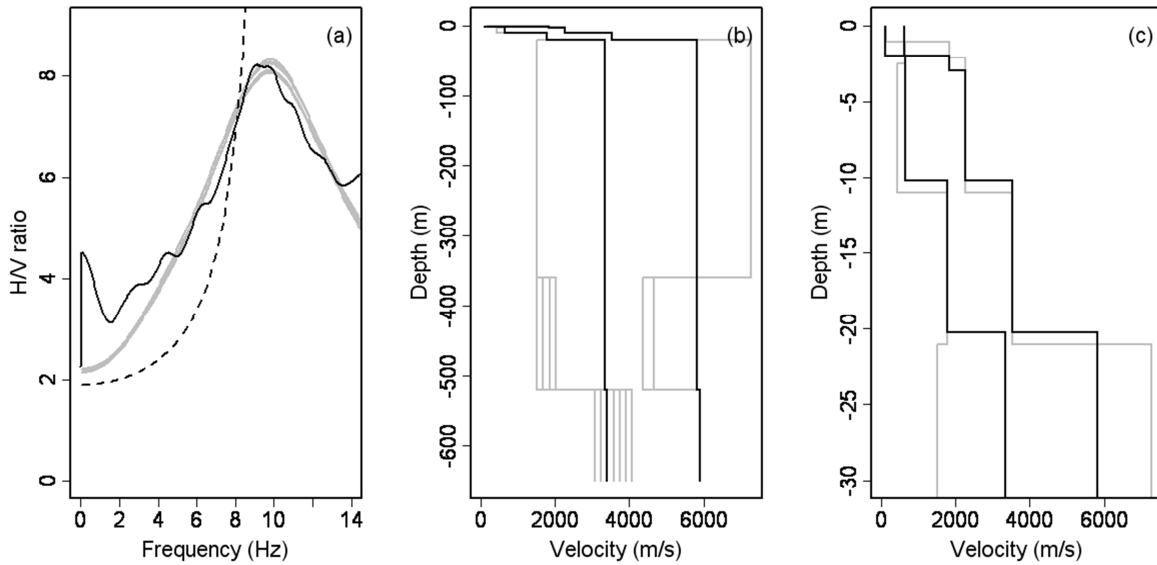 (a)
H/V ratio
8
6
4
2
0
0 2 4 6 8 10 12 14
Frequency (Hz)
(b)
Depth (m)
0
-100
-200
-300
-400
-500
-600
0 2000 4000 6000
Velocity (m/s)
(c)
Depth (m)
0
-5
-10
-15
-20
-25
-30
0 2000 4000 6000
Velocity (m/s)